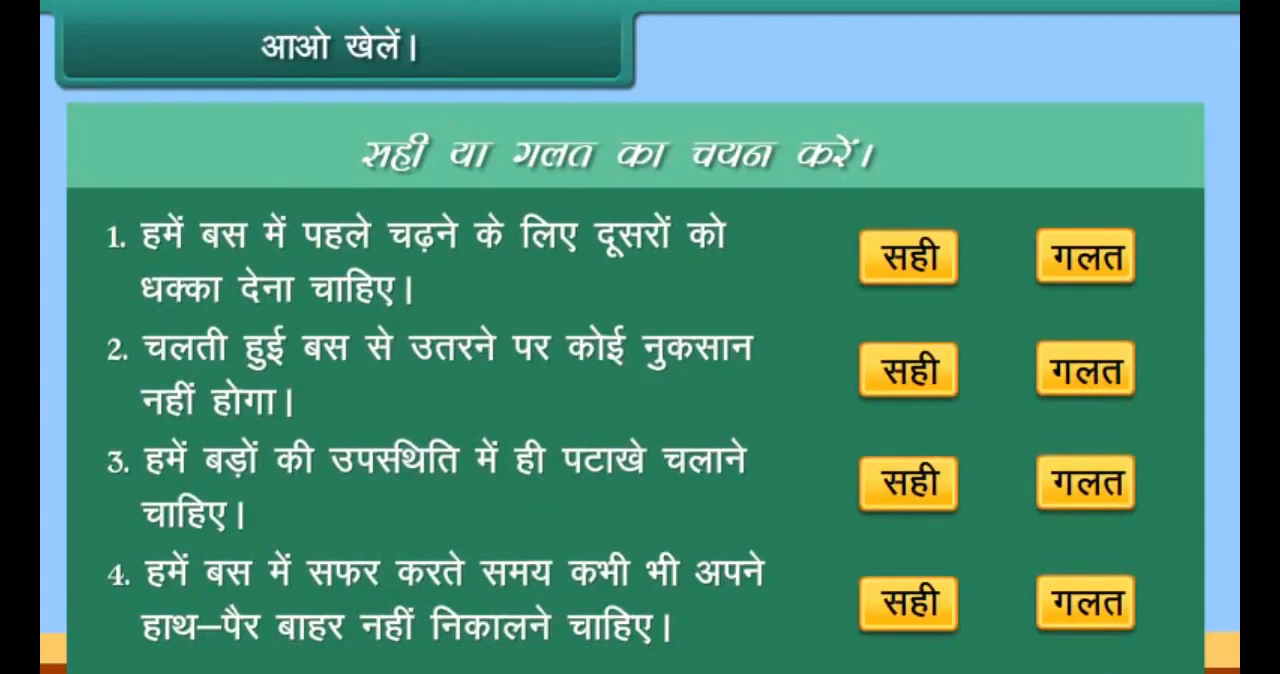 आओ खेलें।
सही या गलत का चयन करें।
1. हमें बस में पहले चढ़ने के लिए दूसरों को
धक्का देना चाहिए।
सही गलत
2. चलती हुई बस से उतरने पर कोई नुकसान
नहीं होगा।
सही गलत
3. हमें बड़ों की उपस्थिति में ही पटाखे चलाने
चाहिए।
सही गलत
4. हमें बस में सफर करते समय कभी भी अपने
हाथ–पैर बाहर नहीं निकालने चाहिए।
सही गलत